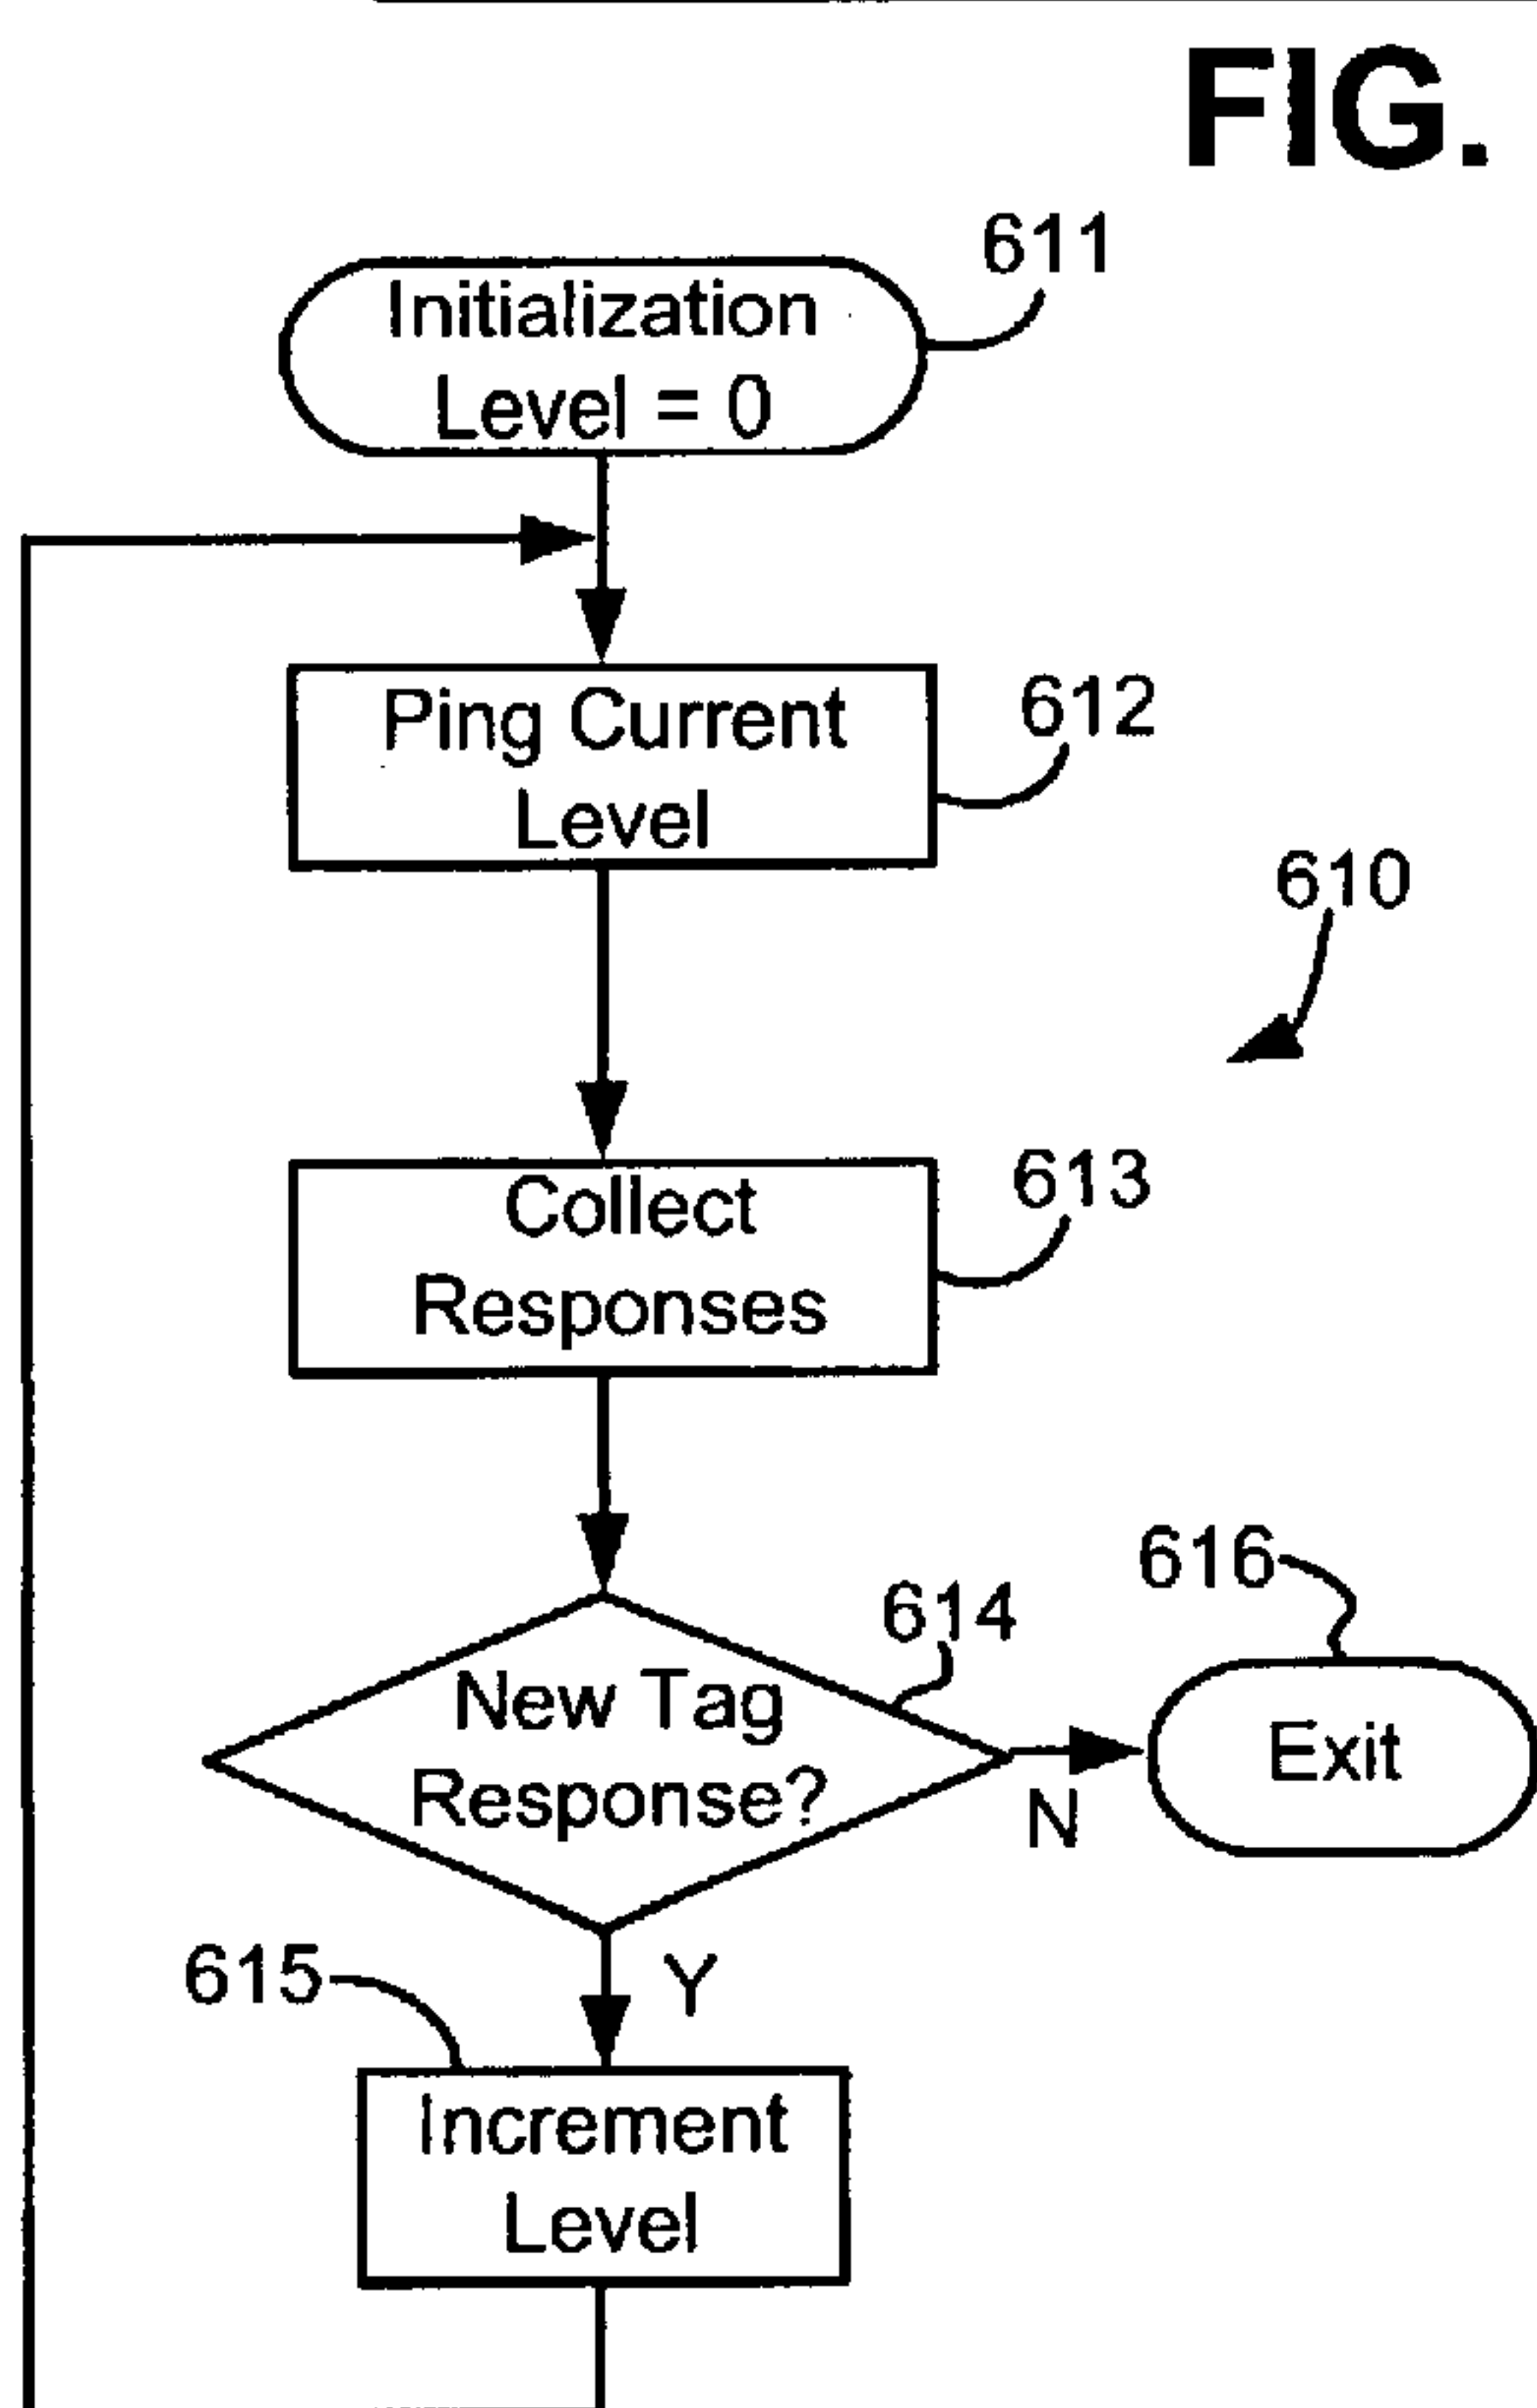 FIG.
611
Initialization
Level = 0
612
Ping Current
Level
610
613
Collect
Responses
616
614
New Tag
Response?
Exit
N
615
Y
Increment
Level